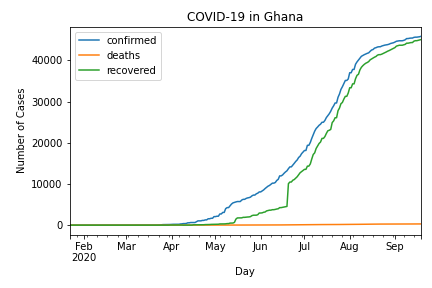 COVID-19 in Ghana
confirmed
deaths
recovered
Number of Cases
40000
30000
20000
10000
0
Feb Mar Apr May Jun Jul Aug Sep
2020
Day